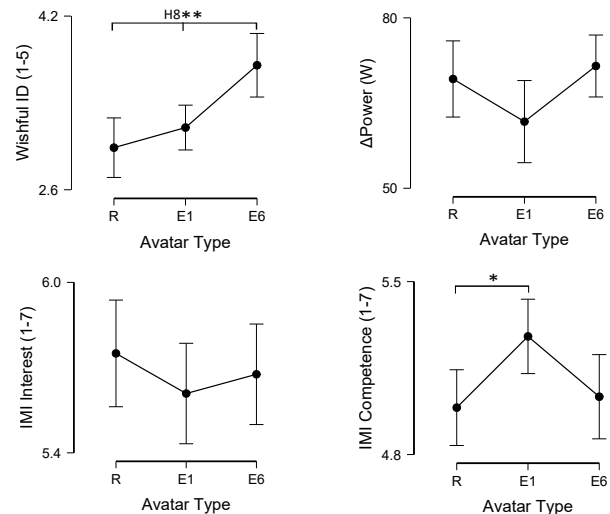 H8**
Wishful ID (1-5)
4.2
2.6
R E1 E6
Avatar Type
ΔPower (W)
80
50
R E1 E6
Avatar Type
IMI Interest (1-7)
6.0
5.4
R E1 E6
Avatar Type
*
IMI Competence (1-7)
5.5
4.8
R E1 E6
Avatar Type